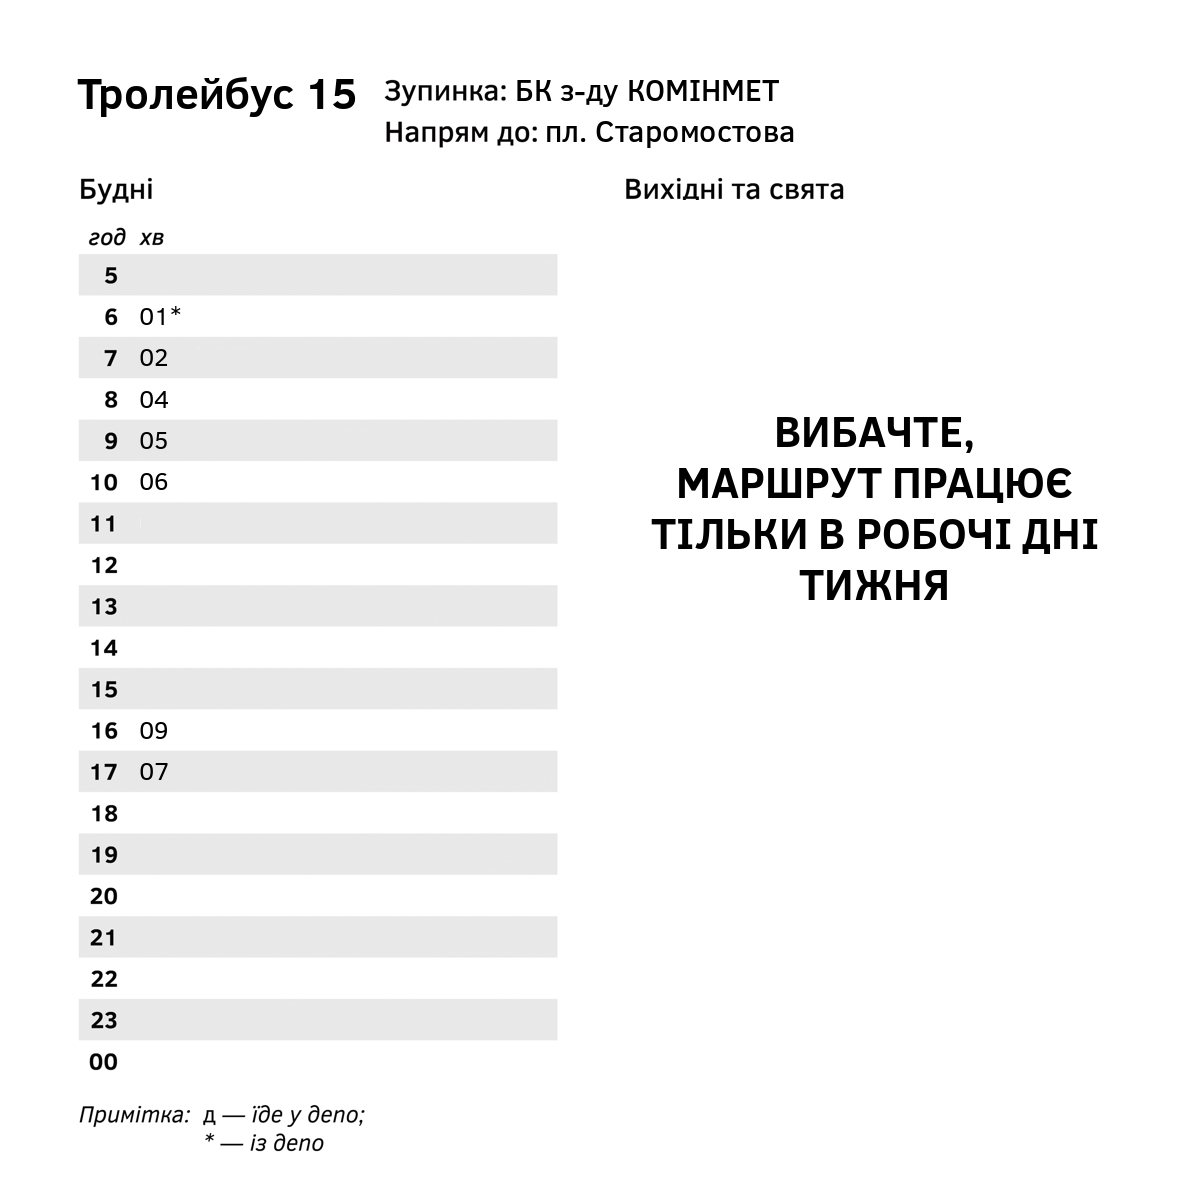 Тролейбус 15
Зупинка: БК з-ду КОМІНМЕТ
Напрям до: пл. Старомостова
Будні
год хв
5
6 01*
7 02
8 04
9 05
10 06
11
12
13
14
15
16 09
17 07
18
19
20
21
22
23
00
Примітка: д — їде у депо;
* — із депо
Вихідні та свята
ВИБАЧТЕ,
МАРШРУТ ПРАЦЮЄ
ТІЛЬКИ В РОБОЧІ ДНІ
ТИЖНЯ